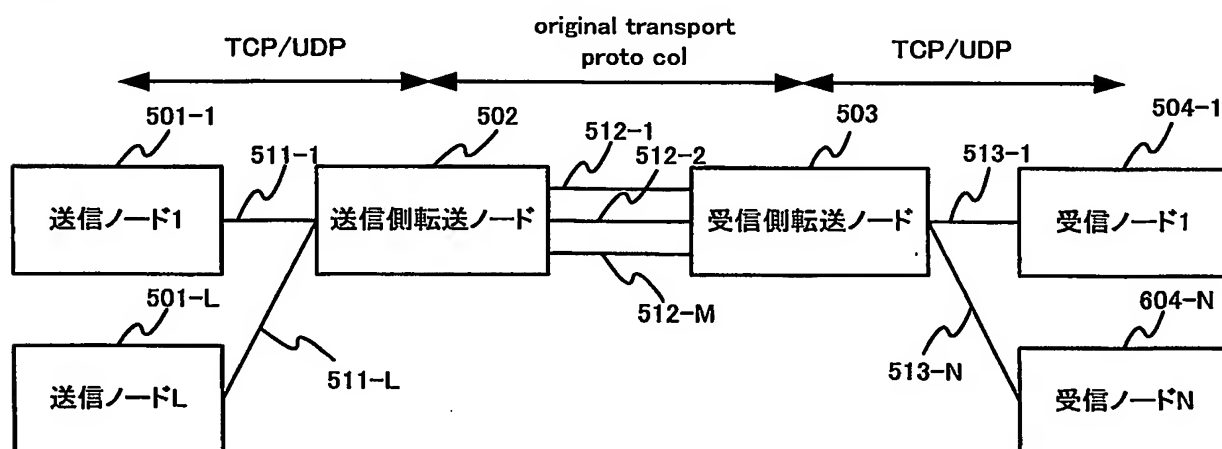 TCP/UDP
original transport
proto col
TCP/UDP
501-1
502
512-1
512-2
503
504-1
511-1
513-1
送信ノード1
送信側転送ノード
受信側転送ノード
受信ノード1
501-L
512-M
604-N
511-L
513-N
送信ノードL
受信ノードN